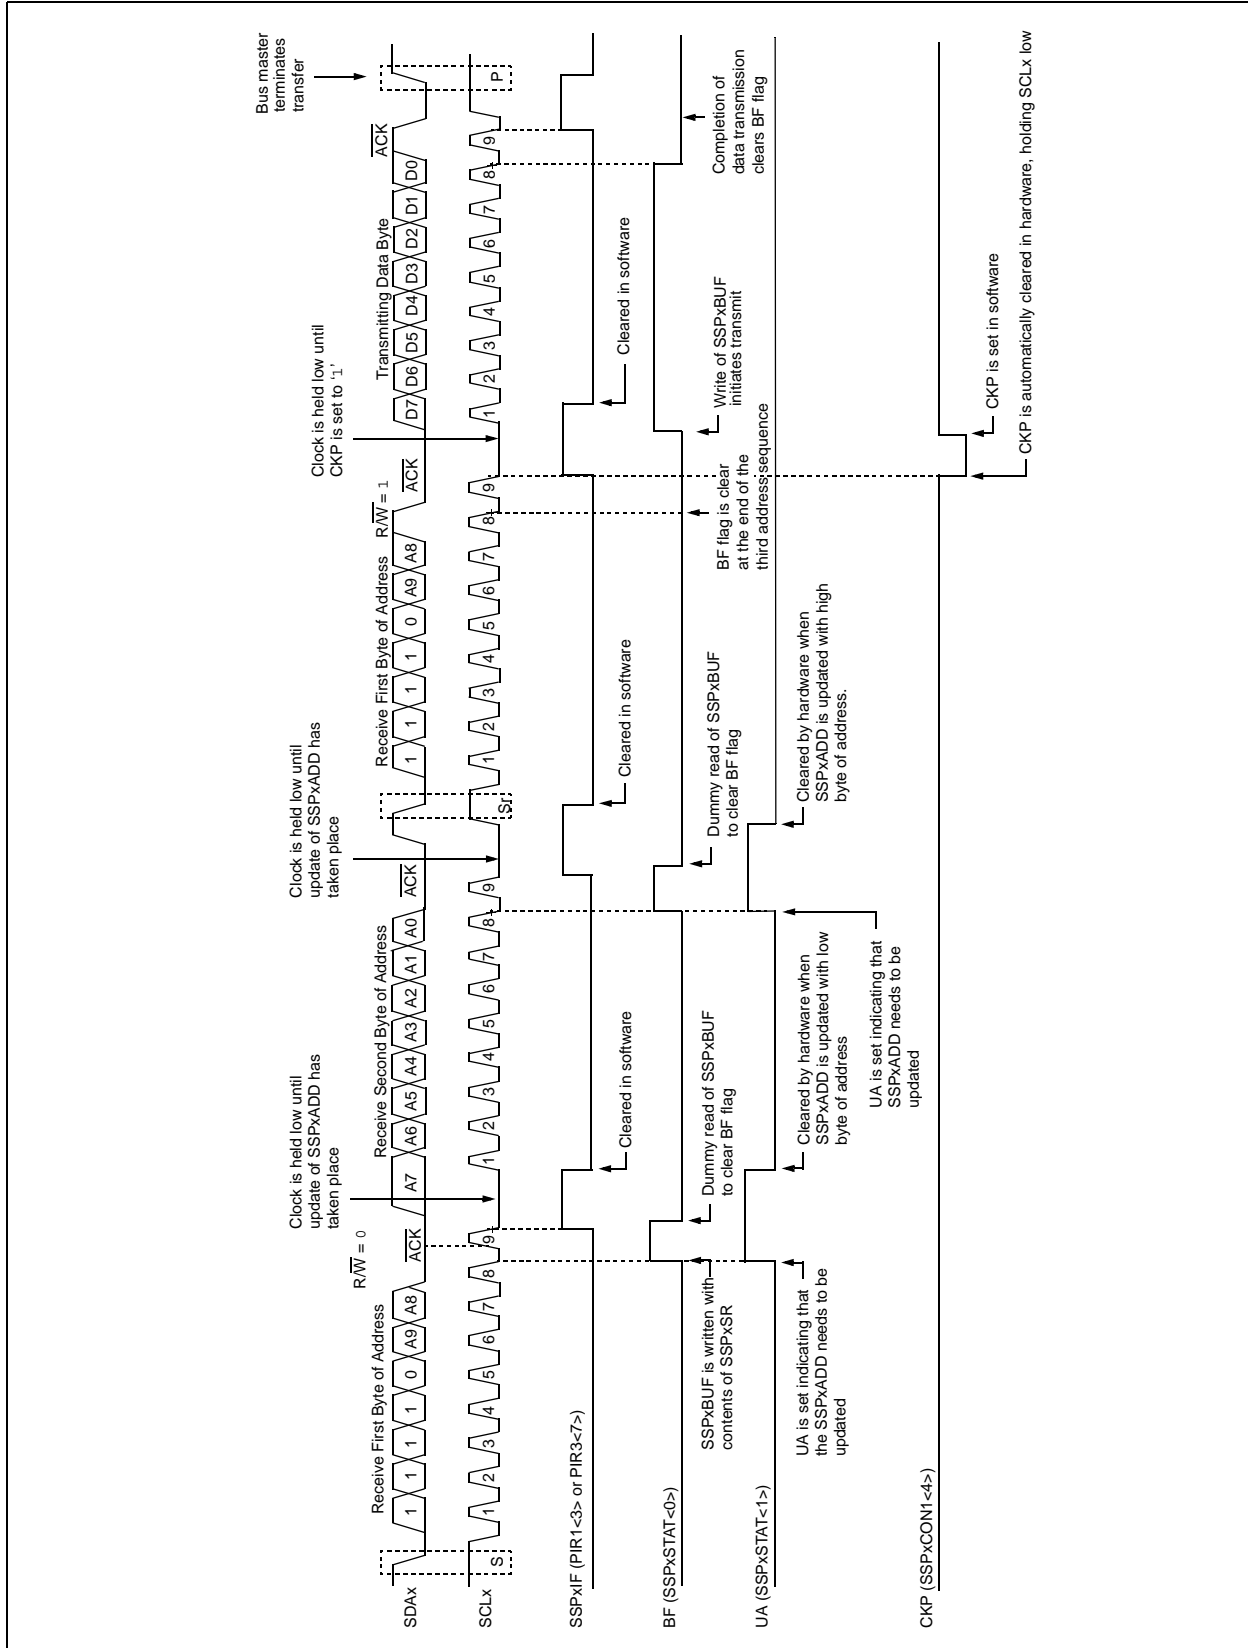 Bus master
terminates
transfer
Clock is held low until
update of SSPxADD has
taken place
Clock is held low until
update of SSPxADD has
taken place
Clock is held low until
CKP is set to ‘1’
R/W = 0
R/W = 1
Receive First Byte of Address
ACK
Receive Second Byte of Address
ACK
Receive First Byte of Address
ACK
Transmitting Data Byte
ACK
SDAx
1 1 1 1 0 A9 A8
A7 A6 A5 A4 A3 A2 A1 A0
1 1 1 1 0 A9 A8
D7 D6 D5 D4 D3 D2 D1 D0
SCLx
S
1 2 3 4 5 6 7 8 9
1 2 3 4 5 6 7 8 9
Sr
1 2 3 4 5 6 7 8 9
1 2 3 4 5 6 7 8 9
P
SSPxIF (PIR1<3> or PIR3<7>)
Cleared in software
Cleared in software
Cleared in software
BF (SSPxSTAT<0>)
SSPxBUF is written with
contents of SSPxSR
Dummy read of SSPxBUF
to clear BF flag
Dummy read of SSPxBUF
to clear BF flag
BF flag is clear
at the end of the
third address sequence
Write of SSPxBUF
initiates transmit
Completion of
data transmission
clears BF flag
UA (SSPxSTAT<1>)
UA is set indicating that
the SSPxADD needs to be
updated
Cleared by hardware when
SSPxADD is updated with low
byte of address
UA is set indicating that
SSPxADD needs to be
updated
Cleared by hardware when
SSPxADD is updated with high
byte of address.
CKP (SSPxCON1<4>)
CKP is set in software
CKP is automatically cleared in hardware, holding SCLx low